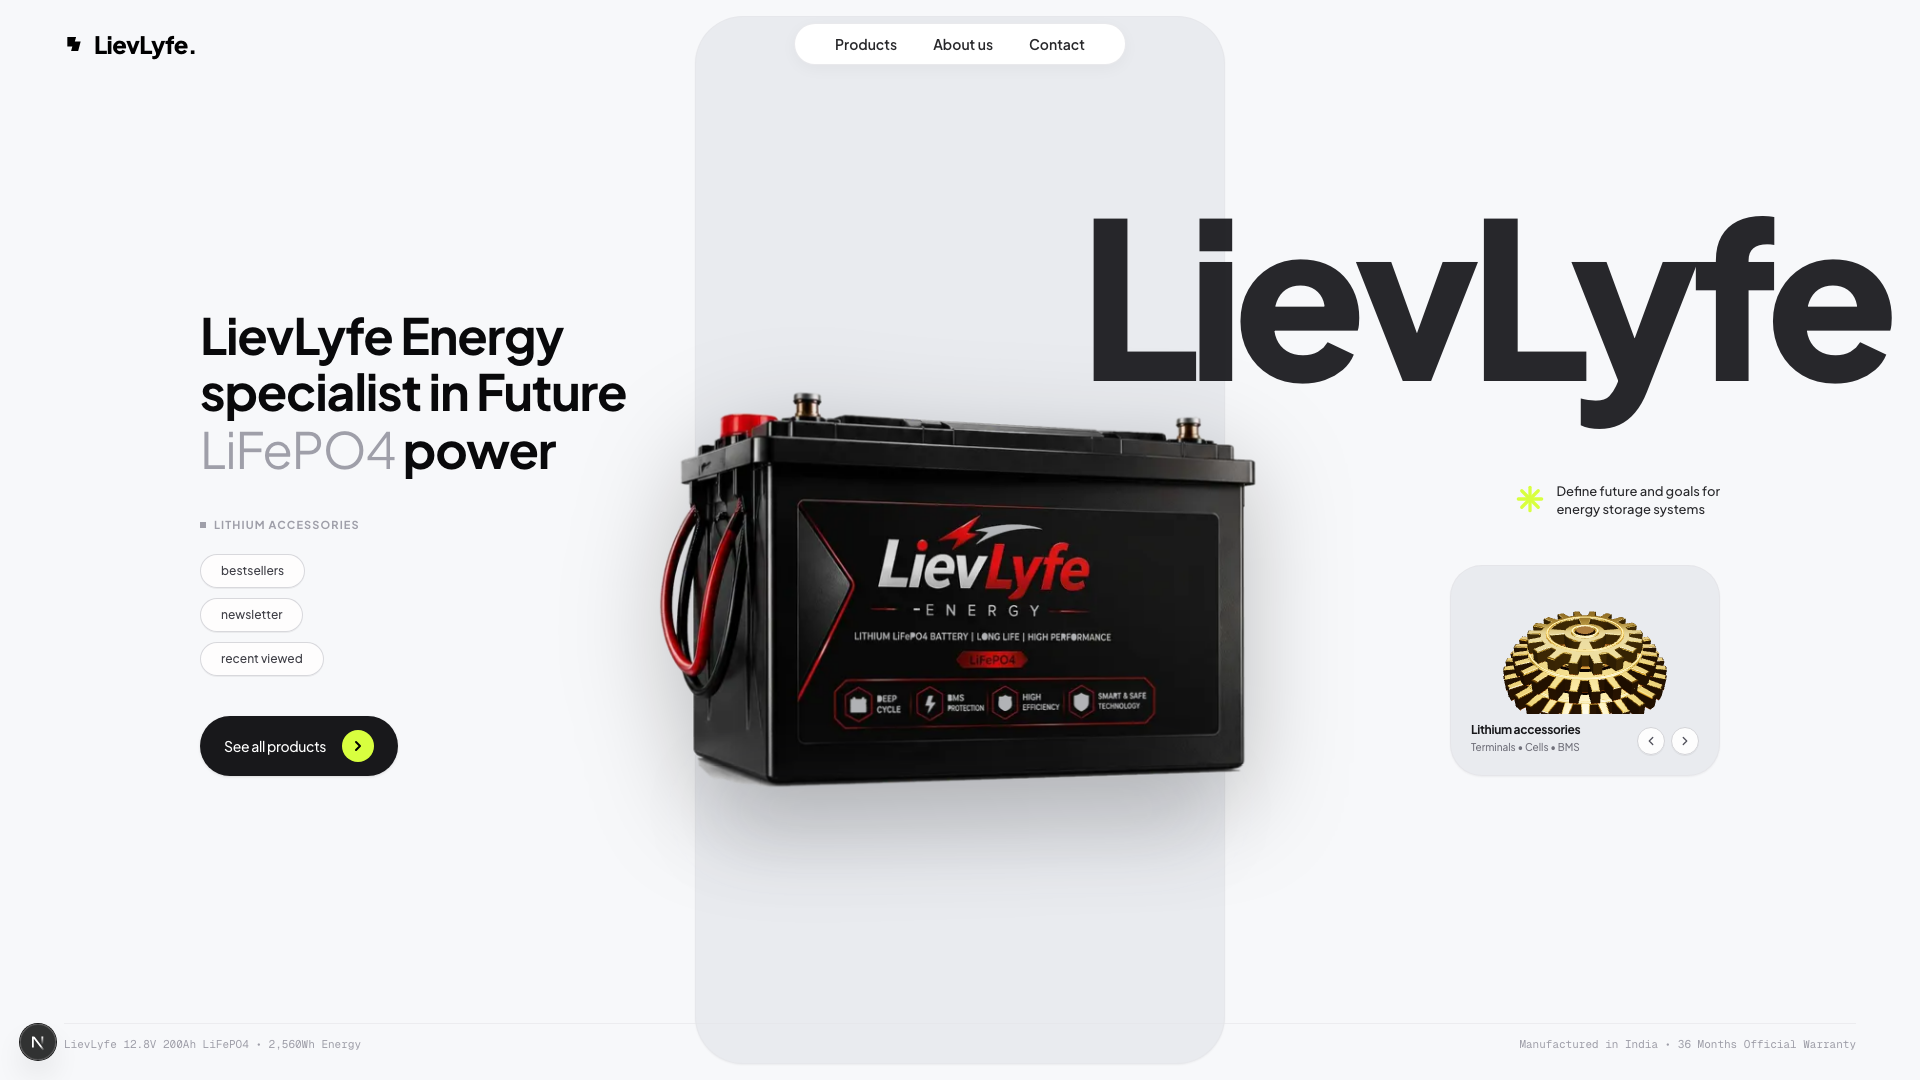 LievLyfe.
Products
About us
Contact
LievLyfe
LievLyfe Energy
specialist in Future
LiFePO4 power
LITHIUM ACCESSORIES
bestsellers
newsletter
recent viewed
See all products
LievLyfe
-ENERGY
LITHIUM LiFePO4 BATTERY | LONG LIFE | HIGH PERFORMANCE
LiFePO4
DEEP
CYCLE
BMS
PROTECTION
HIGH
EFFICIENCY
SMART & SAFE
TECHNOLOGY
Define future and goals for
energy storage systems
Lithium accessories
Terminals • Cells • BMS
N
LievLyfe 12.8V 200Ah LiFePO4 • 2,560Wh Energy
Manufactured in India • 36 Months Official Warranty